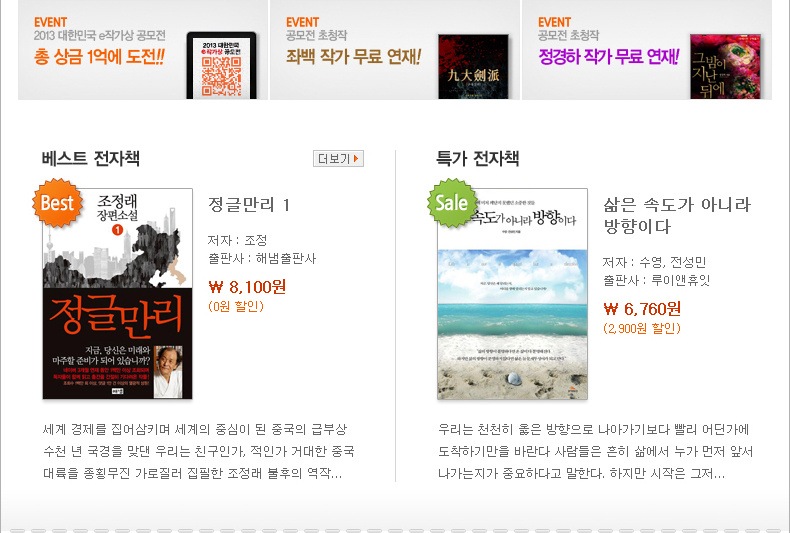 EVENT
2013 대한민국 e작가상 공모전
총 상금 1억에 도전!!
2013 대한민국
e작가상 공모전
EVENT
공모전 초청작
좌백 작가 무료 연재!
九大劍派
EVENT
공모전 초청작
정경하 작가 무료 연재!
그 밤이
지난
뒤에
베스트 전자책
더보기
Best
조정래
장편소설
1
정글만리
지금, 당신은 미래와
마주할 준비가 되어 있습니까?
정글만리 1
저자 : 조정
출판사 : 해냄출판사
₩ 8,100원
(0원 할인)
세계 경제를 집어삼키며 세계의 중심이 된 중국의 급부상
수천 년 국경을 맞댄 우리는 친구인가, 적인가 거대한 중국
대륙을 종횡무진 가로질러 집필한 조정래 불후의 역작...
특가 전자책
Sale
속도가 아니라 방향이다
삶은 속도가 아니라
방향이다
저자 : 수영, 전성민
출판사 : 루이앤휴잇
₩ 6,760원
(2,900원 할인)
우리는 천천히 옳은 방향으로 나아가기보다 빨리 어딘가에
도착하기만을 바란다 사람들은 흔히 삶에서 누가 먼저 앞서
나가는지가 중요하다고 말한다. 하지만 시작은 그저...